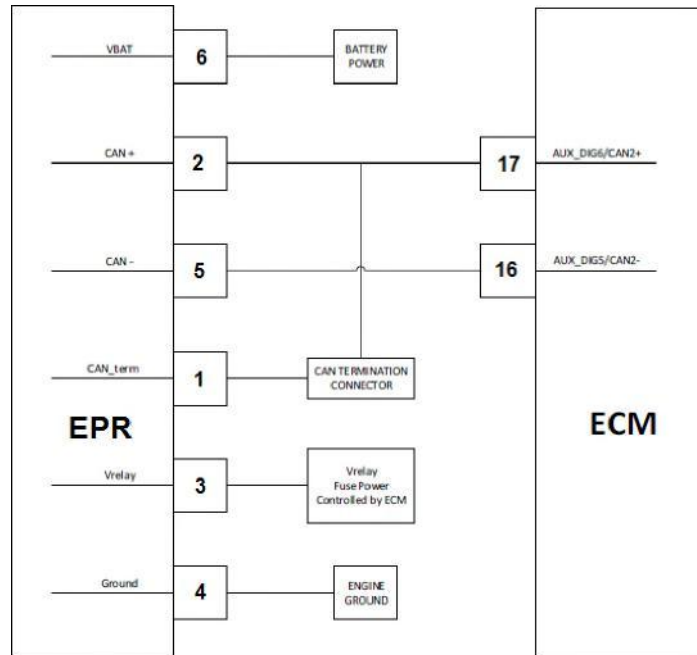 VBAT
6
BATTERY
POWER
CAN +
2
17
AUX_DIG6/CAN2+
CAN -
5
16
AUX_DIG5/CAN2-
CAN_term
1
CAN TERMINATION
CONNECTOR
EPR
ECM
Vrelay
3
Vrelay
Fuse Power
Controlled by ECM
Ground
4
ENGINE
GROUND